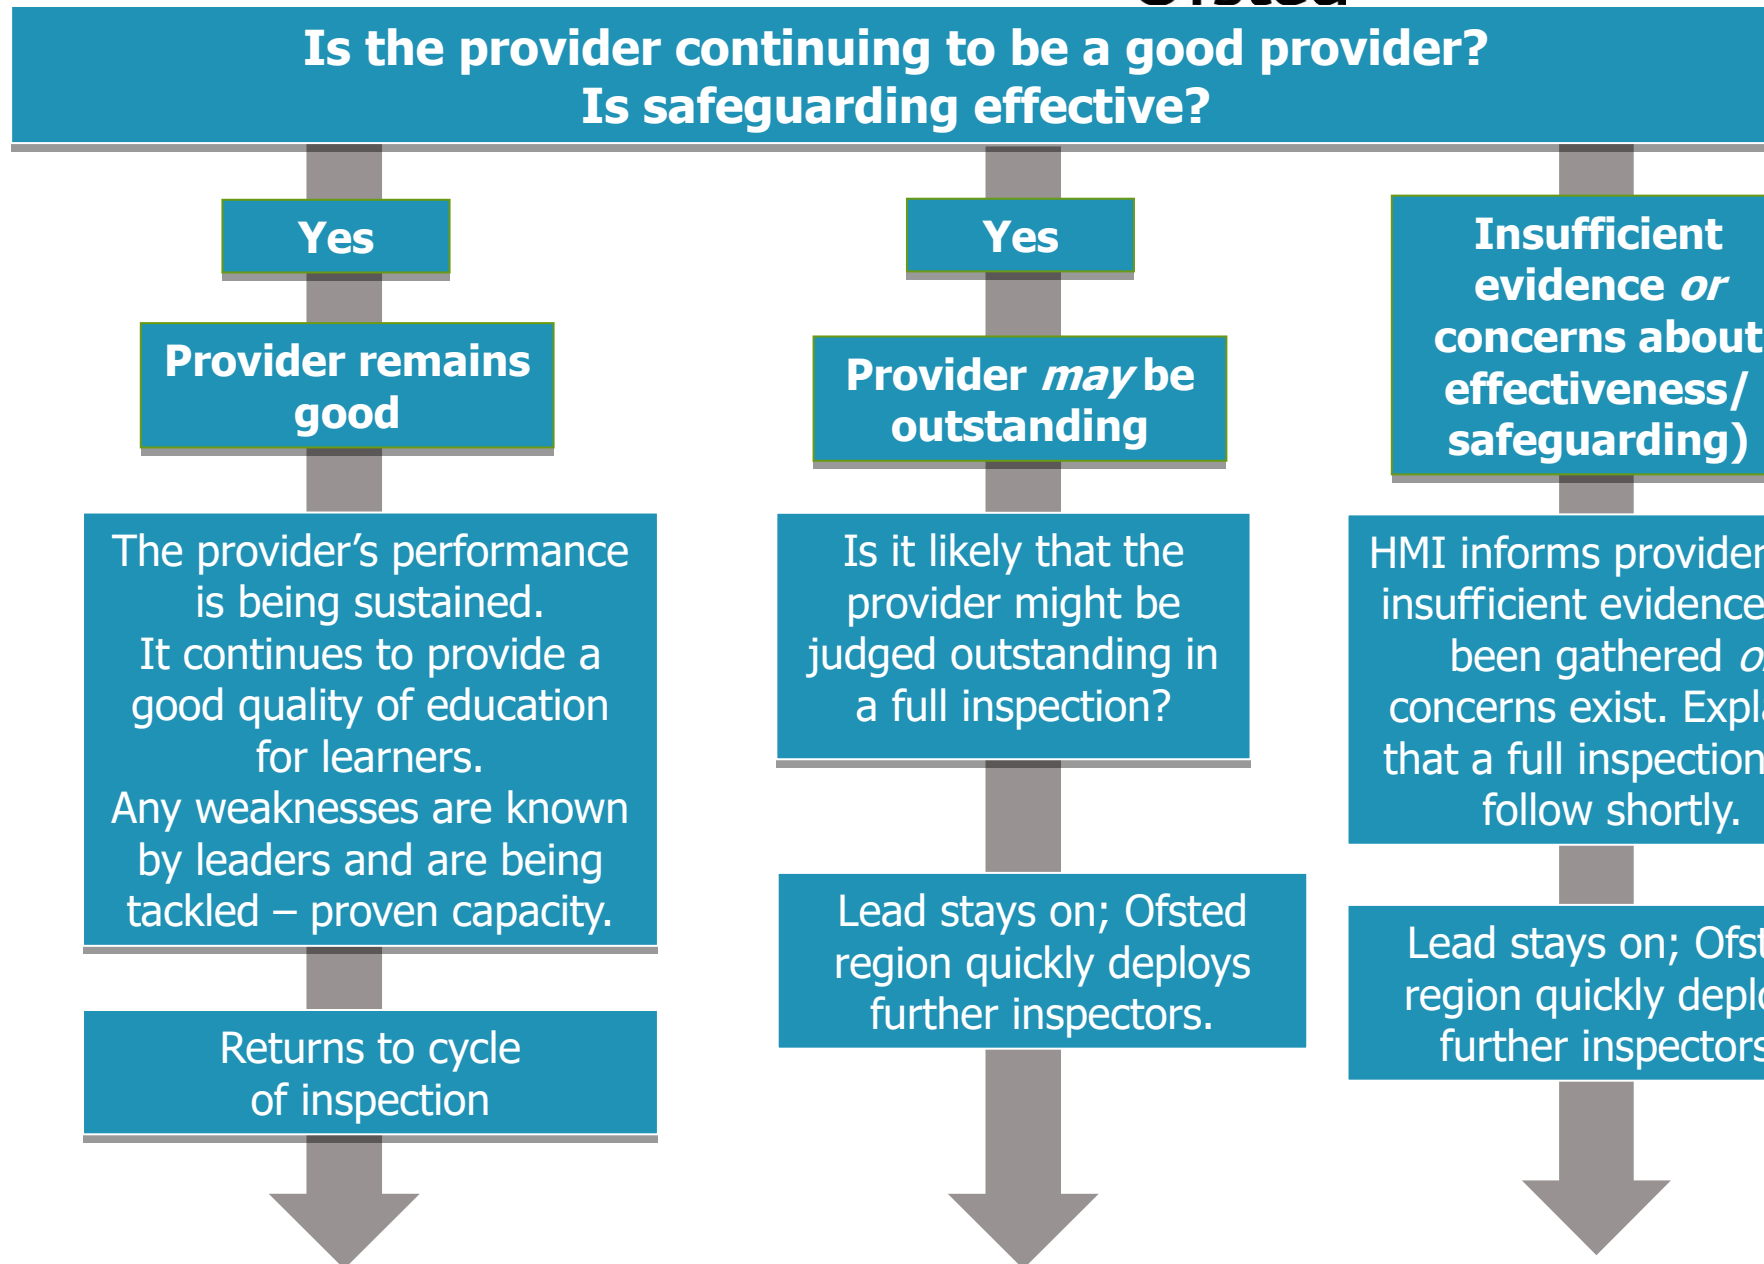 Is the provider continuing to be a good provider?
Is safeguarding effective?
Yes
Provider remains
good
The provider’s performance
is being sustained.
It continues to provide a
good quality of education
for learners.
Any weaknesses are known
by leaders and are being
tackled – proven capacity.
Returns to cycle
of inspection
Yes
Provider may be
outstanding
Is it likely that the
provider might be
judged outstanding in
a full inspection?
Lead stays on; Ofsted
region quickly deploys
further inspectors.
Insufficient
evidence or
concerns about
effectiveness/
safeguarding)
HMI informs provider
insufficient evidence
been gathered
concerns exist.
that a full inspection
follow shortly.
Lead stays on;
region quickly
further inspectors